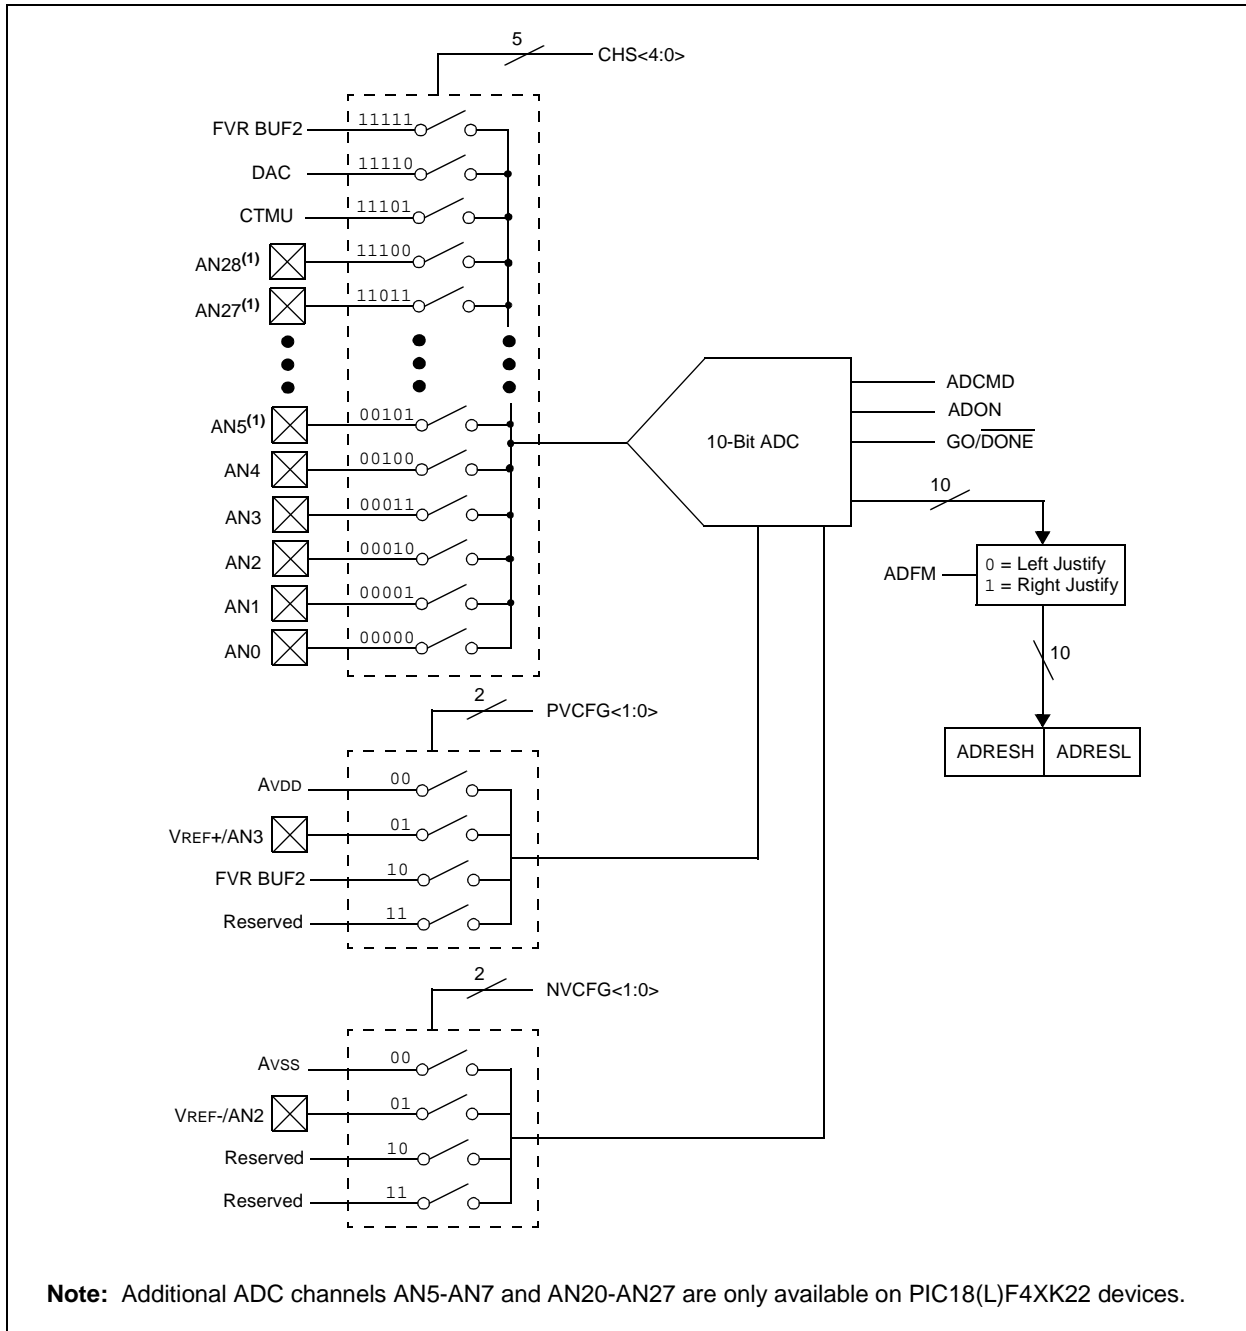 5
CHS<4:0>
FVR BUF2 11111
DAC 11110
CTMU 11101
AN28(1) 11100
AN27(1) 11011
AN5(1) 00101
AN4 00100
AN3 00011
AN2 00010
AN1 00001
AN0 00000
10-Bit ADC
ADCMD
ADON
GO/DONE
10
ADFM
0 = Left Justify
1 = Right Justify
10
ADRESH ADRESL
2
PVCFG<1:0>
AVDD 00
VREF+/AN3 01
FVR BUF2 10
Reserved 11
2
NVCFG<1:0>
AVSS 00
VREF-/AN2 01
Reserved 10
Reserved 11
Note: Additional ADC channels AN5-AN7 and AN20-AN27 are only available on PIC18(L)F4XK22 devices.